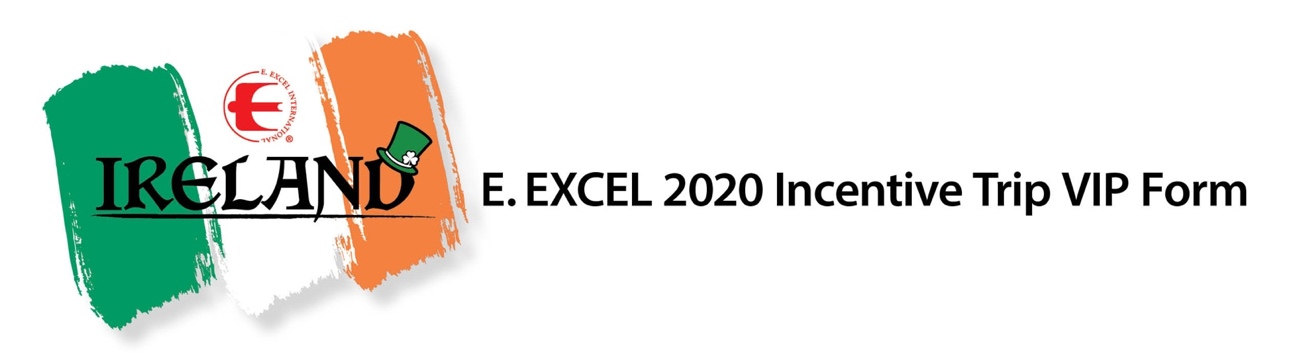 E. EXCEL INTERNATIONAL®
IRELAND
E. EXCEL 2020 Incentive Trip VIP Form